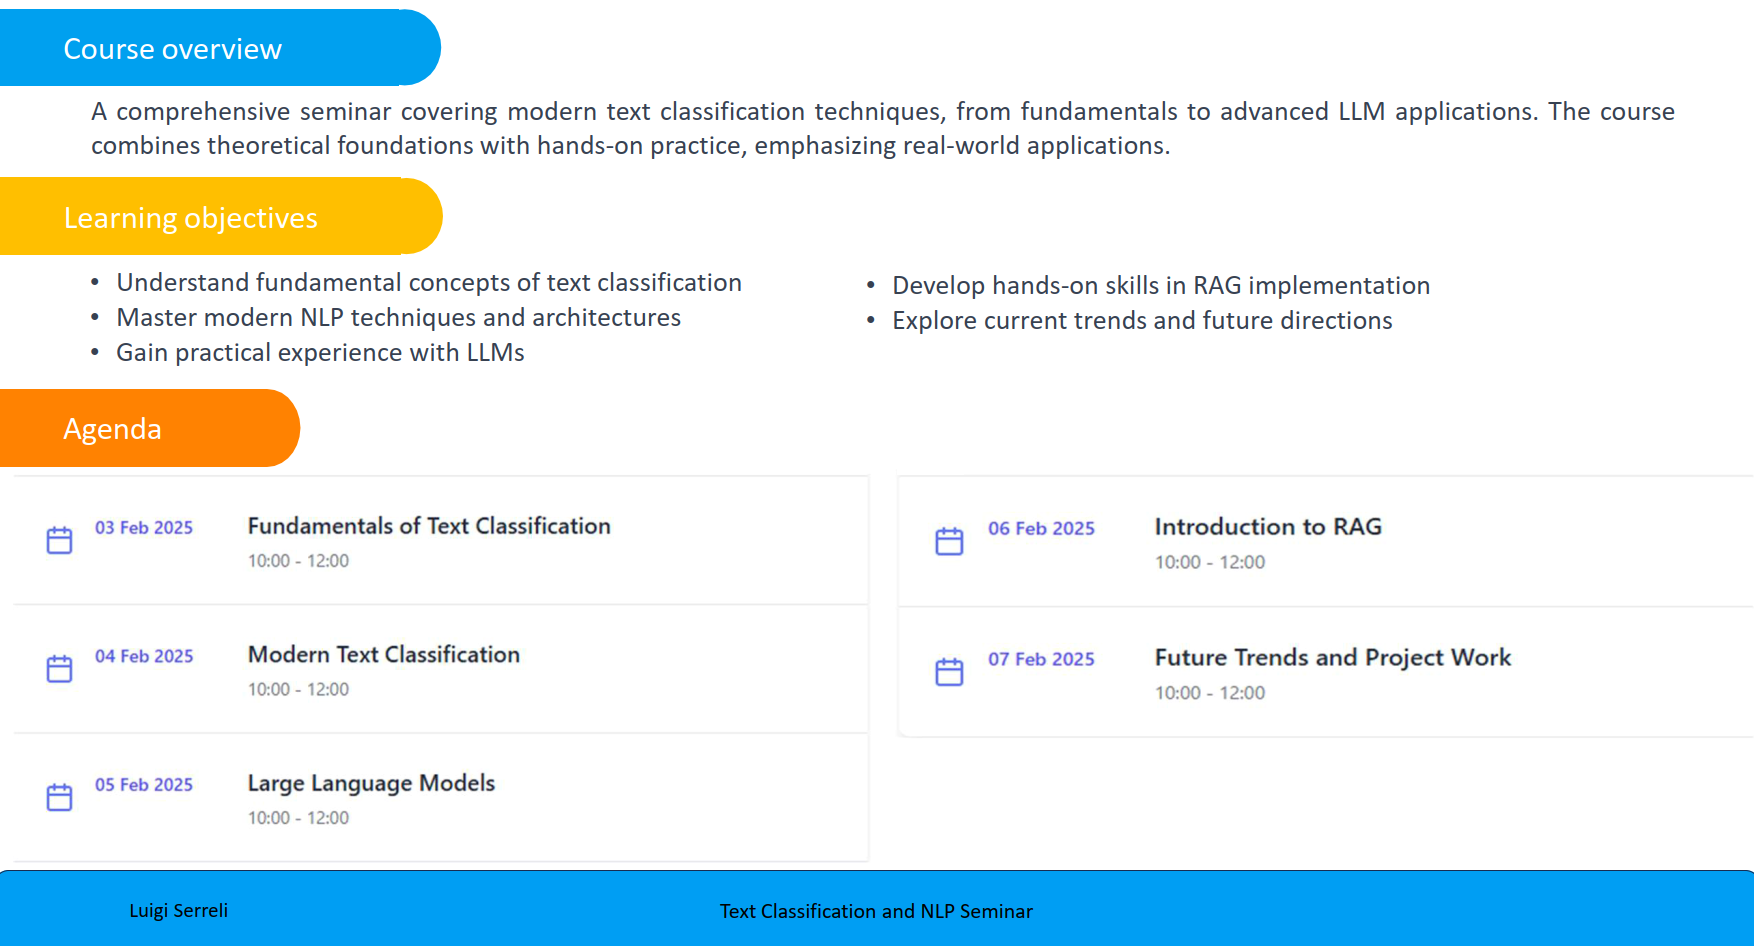 Course overview
A comprehensive seminar covering modern text classification techniques, from fundamentals to advanced LLM applications. The course
combines theoretical foundations with hands-on practice, emphasizing real-world applications.
Learning objectives
• Understand fundamental concepts of text classification
• Master modern NLP techniques and architectures
• Gain practical experience with LLMs
• Develop hands-on skills in RAG implementation
• Explore current trends and future directions
Agenda
03 Feb 2025 Fundamentals of Text Classification
10:00 - 12:00
04 Feb 2025 Modern Text Classification
10:00 - 12:00
05 Feb 2025 Large Language Models
10:00 - 12:00
06 Feb 2025 Introduction to RAG
10:00 - 12:00
07 Feb 2025 Future Trends and Project Work
10:00 - 12:00
Luigi Serreli Text Classification and NLP Seminar